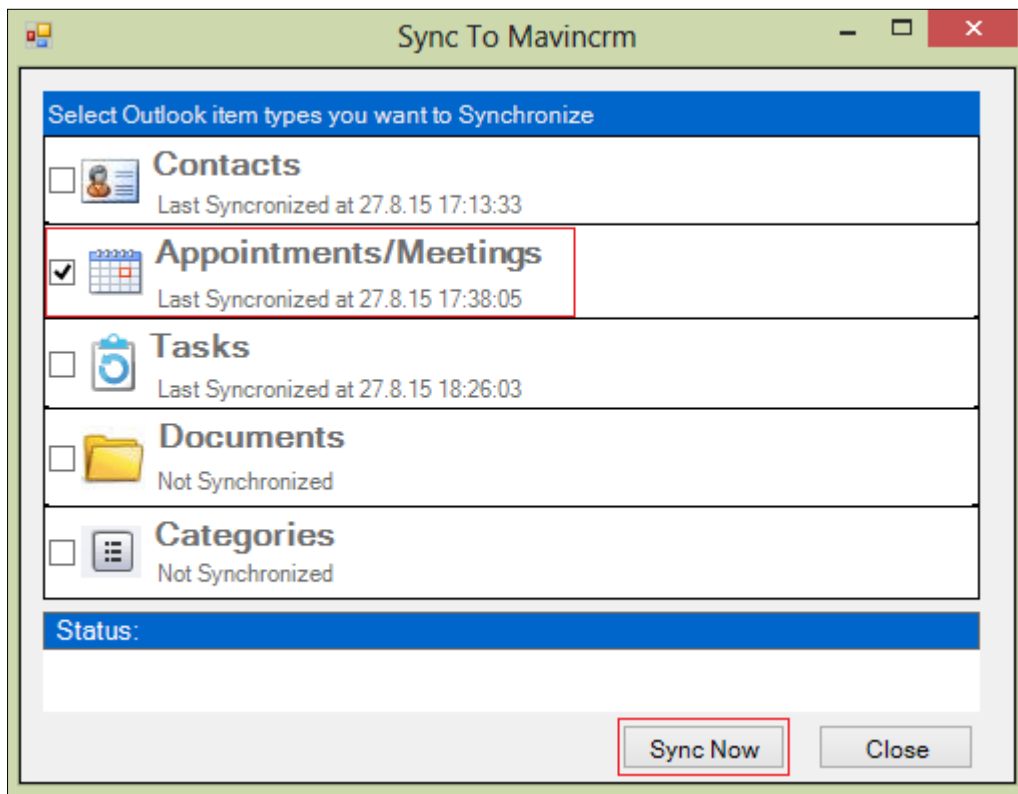 Sync To Mavincrm
Select Outlook item types you want to Synchronize
Contacts
Last Syncronized at 27.8.15 17:13:33
Appointments/Meetings
Last Syncronized at 27.8.15 17:38:05
Tasks
Last Syncronized at 27.8.15 18:26:03
Documents
Not Synchronized
Categories
Not Synchronized
Status:
Sync Now
Close